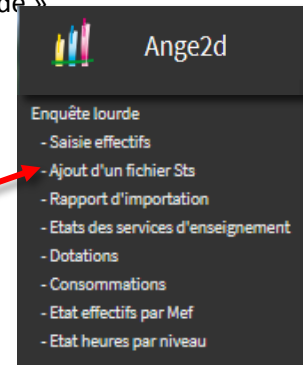 de »
Ange2d
Enquête lourde
- Saisie effectifs
- Ajout d'un fichier Sts
- Rapport d'importation
- Etats des services d'enseignement
- Dotations
- Consommations
- Etat effectifs par Mef
- Etat heures par niveau